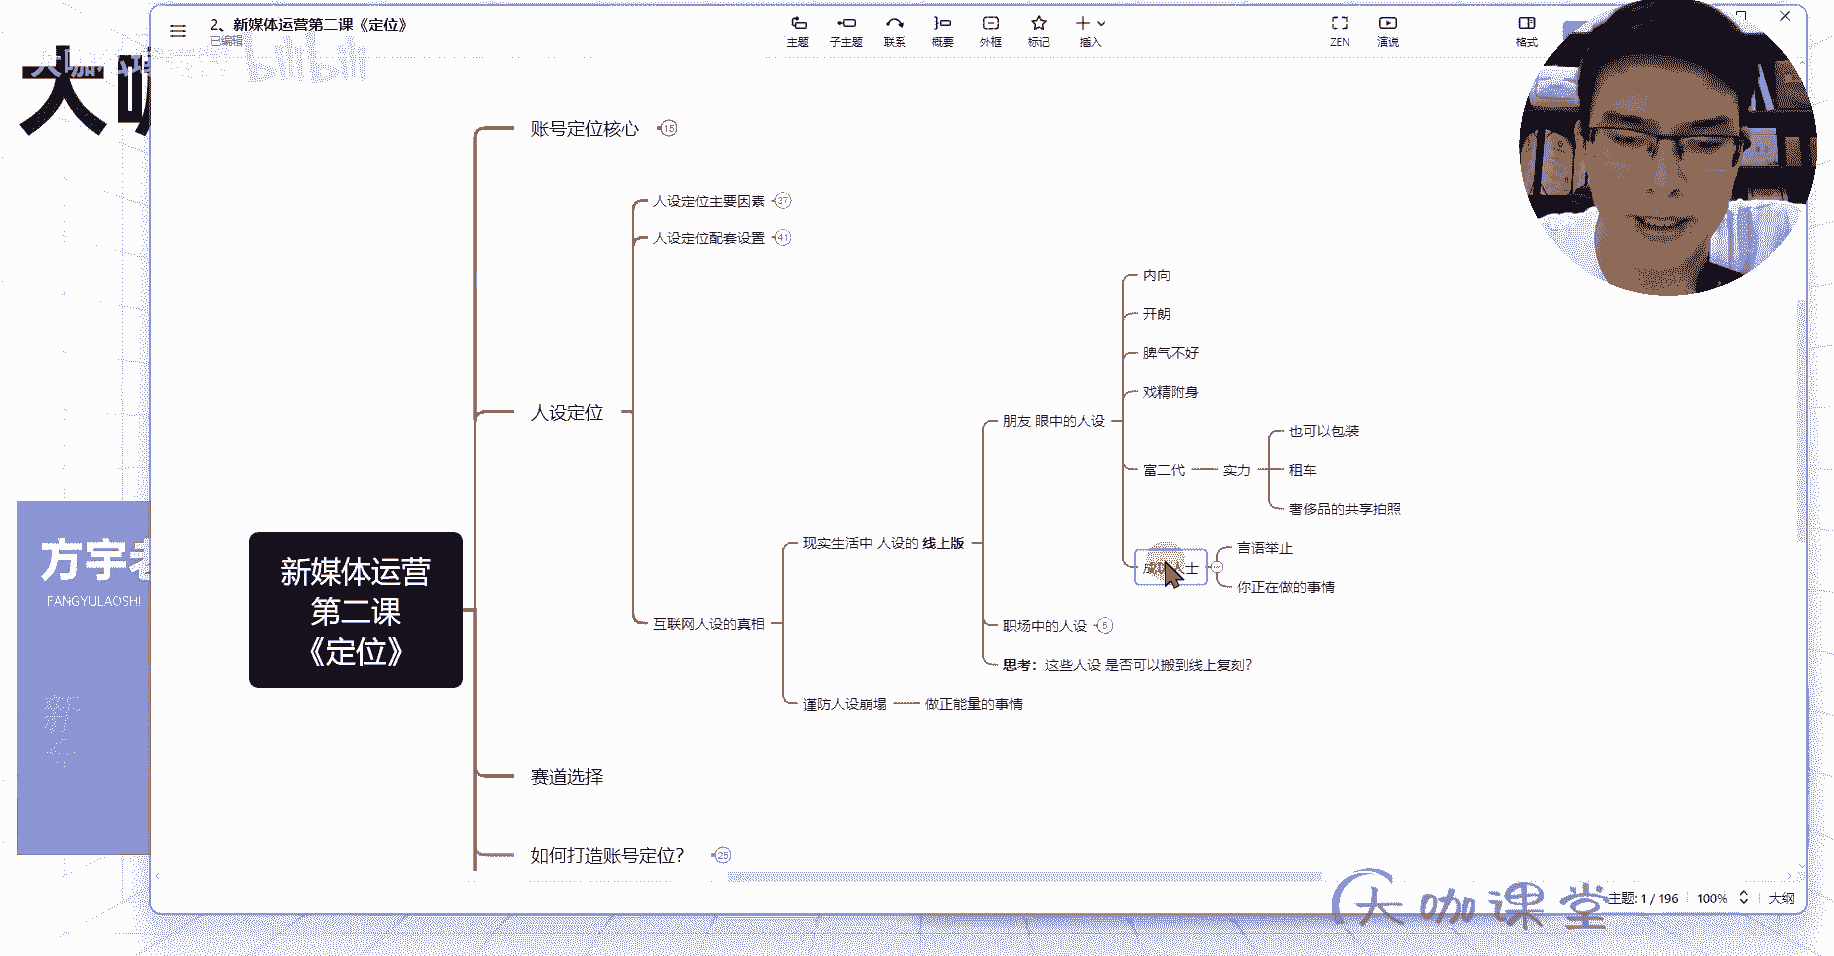 2、新媒体运营第二课《定位》
已编辑
主题
子主题
联系
概要
外框
标记
插入
ZEN
演说
格式
bilibili
大咖
账号定位核心 15
人设定位主要因素 37
人设定位配套设置 41
内向
开朗
脾气不好
戏精附身
朋友 眼中的人设
人设定位
也可以包装
富二代
实力
租车
奢侈品的共享拍照
现实生活中 人设的 线上版
言语举止
成功人士
你正在做的事情
方宇老
FANGYULAOSHI
新媒体运营
第二课
《定位》
互联网人设的真相
职场中的人设 5
思考：这些人设 是否可以搬到线上复刻？
谨防人设崩塌
做正能量的事情
赛道选择
如何打造账号定位？ 25
大咖课堂
主题: 1 / 196
100%
大纲